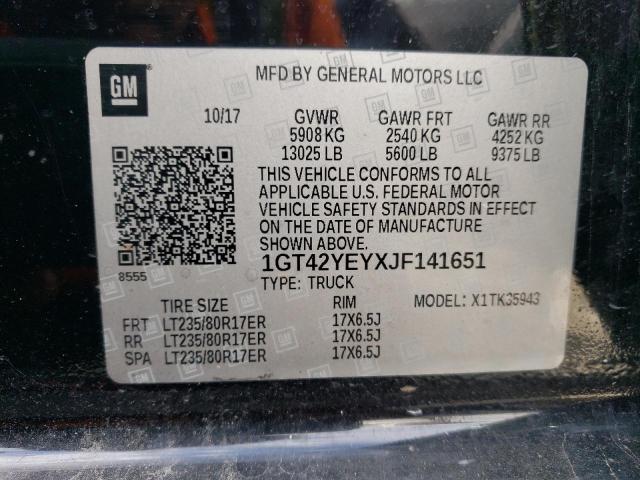 GM
MFD BY GENERAL MOTORS LLC
10/17 GVWR GAWR FRT GAWR RR
5908 KG 2540 KG 4252 KG
13025 LB 5600 LB 9375 LB
THIS VEHICLE CONFORMS TO ALL
APPLICABLE U.S. FEDERAL MOTOR
VEHICLE SAFETY STANDARDS IN EFFECT
ON THE DATE OF MANUFACTURE
SHOWN ABOVE.
8555
1GT42YEYXJF141651
TYPE: TRUCK MODEL: X1TK35943
TIRE SIZE RIM
FRT LT235/80R17ER 17X6.5J
RR LT235/80R17ER 17X6.5J
SPA LT235/80R17ER 17X6.5J